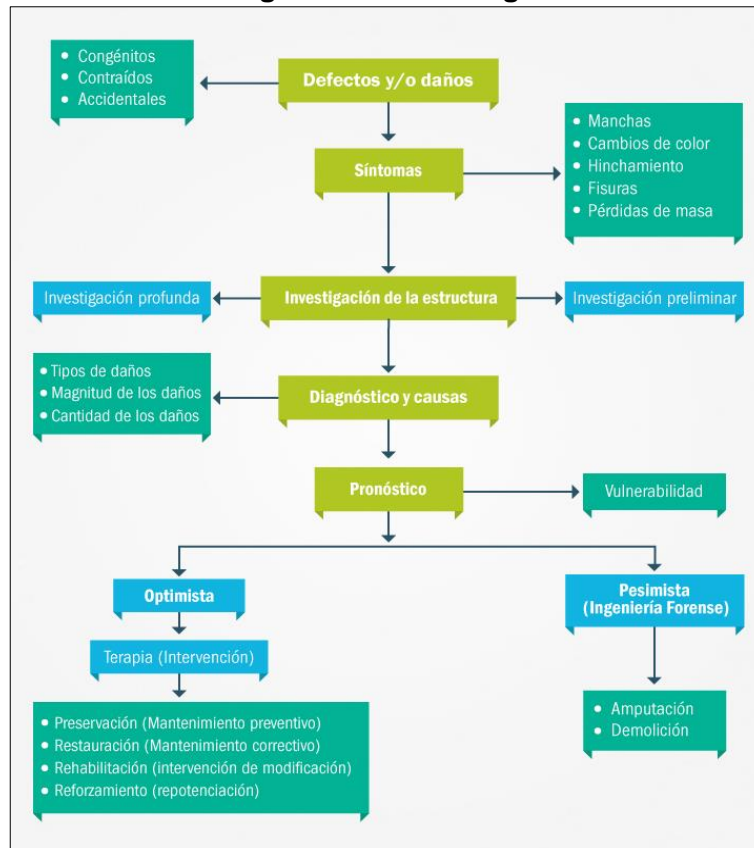 Congénitos
Contraídos
Accidentales
Defectos y/o daños
Síntomas
Manchas
Cambios de color
Hinchamiento
Fisuras
Pérdidas de masa
Investigación profunda
Investigación de la estructura
Investigación preliminar
Tipos de daños
Magnitud de los daños
Cantidad de los daños
Diagnóstico y causas
Pronóstico
Vulnerabilidad
Optimista
Terapia (Intervención)
Preservación (Mantenimiento preventivo)
Restauración (Mantenimiento correctivo)
Rehabilitación (intervención de modificación)
Reforzamiento (repotenciación)
Pesimista
(Ingeniería Forense)
Amputación
Demolición